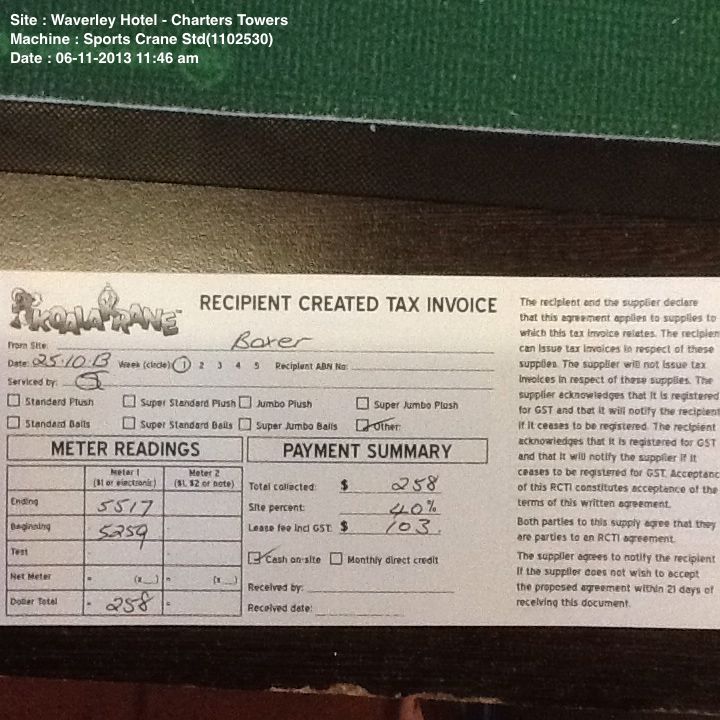 Site : Waverley Hotel - Charters Towers
Machine : Sports Crane Std(1102530)
Date : 06-11-2013 11:46 am
KOALA KRANE™
RECIPIENT CREATED TAX INVOICE
From Site: Boxer
Date: 25.10.13 Week (circle) 1 2 3 4 5 Recipient ABN No:
Serviced by:
Standard Plush Super Standard Plush Jumbo Plush Super Jumbo Plush
Standard Balls Super Standard Balls Super Jumbo Balls Other:
METER READINGS
Meter 1 Meter 2
($1 or electronic) ($1, $2 or note)
Ending 5517
Beginning 5259
Test
Net Meter = (x__) = (x__)
Dollar Total = 258 =
PAYMENT SUMMARY
Total collected: $ 258
Site percent: 40%
Lease fee incl GST: $ 103.
Cash on-site Monthly direct credit
Received by:
Received date:
The recipient and the supplier declare
that this agreement applies to supplies to
which this tax invoice relates. The recipient
can issue tax invoices in respect of these
supplies. The supplier will not issue tax
invoices in respect of these supplies. The
supplier acknowledges that it is registered
for GST and that it will notify the recipient
if it ceases to be registered. The recipient
acknowledges that it is registered for GST
and that it will notify the supplier if it
ceases to be registered for GST. Acceptanc
of this RCTI constitutes acceptance of the
terms of this written agreement.
Both parties to this supply agree that they
are parties to an RCTI agreement.
The supplier agrees to notify the recipient
if the supplier does not wish to accept
the proposed agreement within 21 days of
receiving this document.